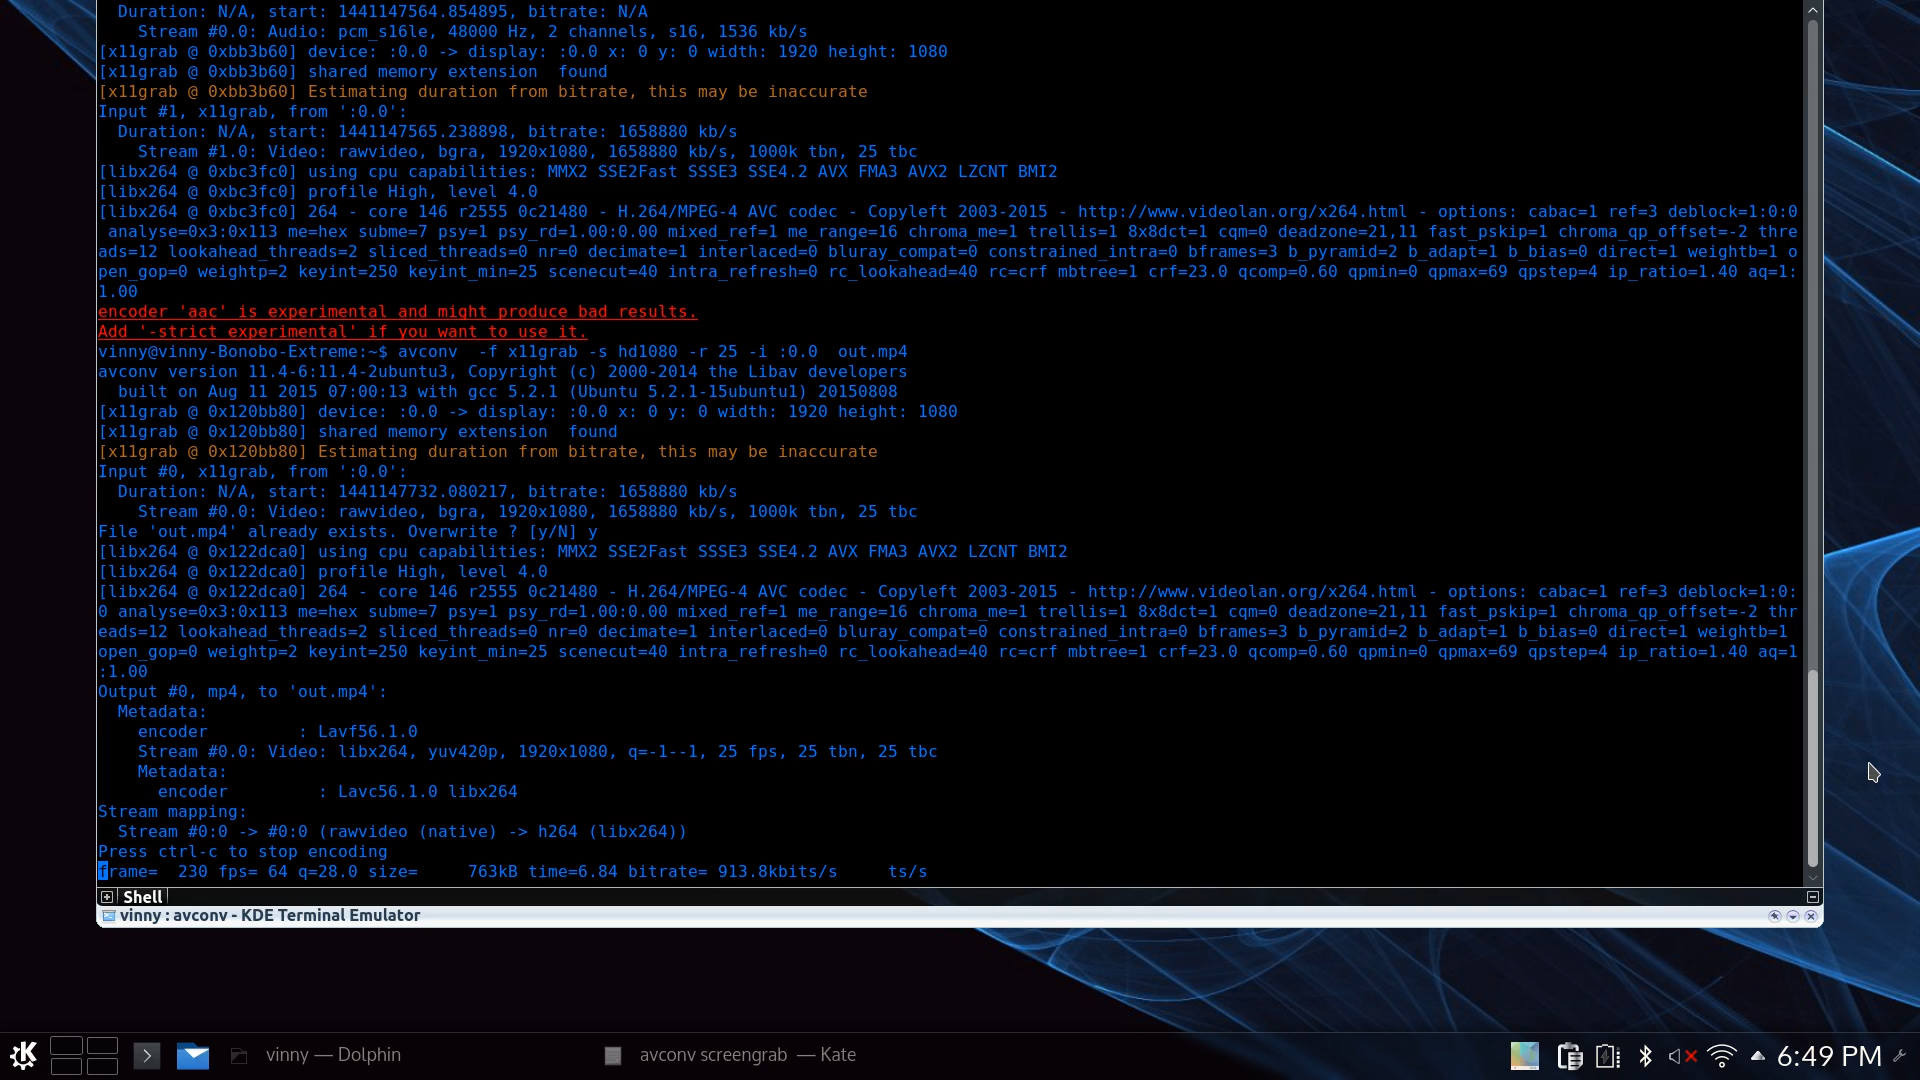 Duration: N/A, start: 1441147564.854895, bitrate: N/A
    Stream #0.0: Audio: pcm_s16le, 48000 Hz, 2 channels, s16, 1536 kb/s
[x11grab @ 0xbb3b60] device: :0.0 -> display: :0.0 x: 0 y: 0 width: 1920 height: 1080
[x11grab @ 0xbb3b60] shared memory extension  found
[x11grab @ 0xbb3b60] Estimating duration from bitrate, this may be inaccurate
Input #1, x11grab, from ':0.0':
  Duration: N/A, start: 1441147565.238898, bitrate: 1658880 kb/s
    Stream #1.0: Video: rawvideo, bgra, 1920x1080, 1658880 kb/s, 1000k tbn, 25 tbc
[libx264 @ 0xbc3fc0] using cpu capabilities: MMX2 SSE2Fast SSSE3 SSE4.2 AVX FMA3 AVX2 LZCNT BMI2
[libx264 @ 0xbc3fc0] profile High, level 4.0
[libx264 @ 0xbc3fc0] 264 - core 146 r2555 0c21480 - H.264/MPEG-4 AVC codec - Copyleft 2003-2015 - http://www.videolan.org/x264.html - options: cabac=1 ref=3 deblock=1:0:0
 analyse=0x3:0x113 me=hex subme=7 psy=1 psy_rd=1.00:0.00 mixed_ref=1 me_range=16 chroma_me=1 trellis=1 8x8dct=1 cqm=0 deadzone=21,11 fast_pskip=1 chroma_qp_offset=-2 thre
ads=12 lookahead_threads=2 sliced_threads=0 nr=0 decimate=1 interlaced=0 bluray_compat=0 constrained_intra=0 bframes=3 b_pyramid=2 b_adapt=1 b_bias=0 direct=1 weightb=1 o
pen_gop=0 weightp=2 keyint=250 keyint_min=25 scenecut=40 intra_refresh=0 rc_lookahead=40 rc=crf mbtree=1 crf=23.0 qcomp=0.60 qpmin=0 qpmax=69 qpstep=4 ip_ratio=1.40 aq=1:
1.00
encoder 'aac' is experimental and might produce bad results.
Add '-strict experimental' if you want to use it.
vinny@vinny-Bonobo-Extreme:~$ avconv  -f x11grab -s hd1080 -r 25 -i :0.0  out.mp4
avconv version 11.4-6:11.4-2ubuntu3, Copyright (c) 2000-2014 the Libav developers
  built on Aug 11 2015 07:00:13 with gcc 5.2.1 (Ubuntu 5.2.1-15ubuntu1) 20150808
[x11grab @ 0x120bb80] device: :0.0 -> display: :0.0 x: 0 y: 0 width: 1920 height: 1080
[x11grab @ 0x120bb80] shared memory extension  found
[x11grab @ 0x120bb80] Estimating duration from bitrate, this may be inaccurate
Input #0, x11grab, from ':0.0':
  Duration: N/A, start: 1441147732.080217, bitrate: 1658880 kb/s
    Stream #0.0: Video: rawvideo, bgra, 1920x1080, 1658880 kb/s, 1000k tbn, 25 tbc
File 'out.mp4' already exists. Overwrite ? [y/N] y
[libx264 @ 0x122dca0] using cpu capabilities: MMX2 SSE2Fast SSSE3 SSE4.2 AVX FMA3 AVX2 LZCNT BMI2
[libx264 @ 0x122dca0] profile High, level 4.0
[libx264 @ 0x122dca0] 264 - core 146 r2555 0c21480 - H.264/MPEG-4 AVC codec - Copyleft 2003-2015 - http://www.videolan.org/x264.html - options: cabac=1 ref=3 deblock=1:0:
0 analyse=0x3:0x113 me=hex subme=7 psy=1 psy_rd=1.00:0.00 mixed_ref=1 me_range=16 chroma_me=1 trellis=1 8x8dct=1 cqm=0 deadzone=21,11 fast_pskip=1 chroma_qp_offset=-2 thr
eads=12 lookahead_threads=2 sliced_threads=0 nr=0 decimate=1 interlaced=0 bluray_compat=0 constrained_intra=0 bframes=3 b_pyramid=2 b_adapt=1 b_bias=0 direct=1 weightb=1
open_gop=0 weightp=2 keyint=250 keyint_min=25 scenecut=40 intra_refresh=0 rc_lookahead=40 rc=crf mbtree=1 crf=23.0 qcomp=0.60 qpmin=0 qpmax=69 qpstep=4 ip_ratio=1.40 aq=1
:1.00
Output #0, mp4, to 'out.mp4':
  Metadata:
    encoder         : Lavf56.1.0
    Stream #0.0: Video: libx264, yuv420p, 1920x1080, q=-1--1, 25 fps, 25 tbn, 25 tbc
    Metadata:
      encoder         : Lavc56.1.0 libx264
Stream mapping:
  Stream #0:0 -> #0:0 (rawvideo (native) -> h264 (libx264))
Press ctrl-c to stop encoding
frame=  230 fps= 64 q=28.0 size=     763kB time=6.84 bitrate= 913.8kbits/s     ts/s
Shell
vinny : avconv - KDE Terminal Emulator
vinny — Dolphin
avconv screengrab — Kate
6:49 PM